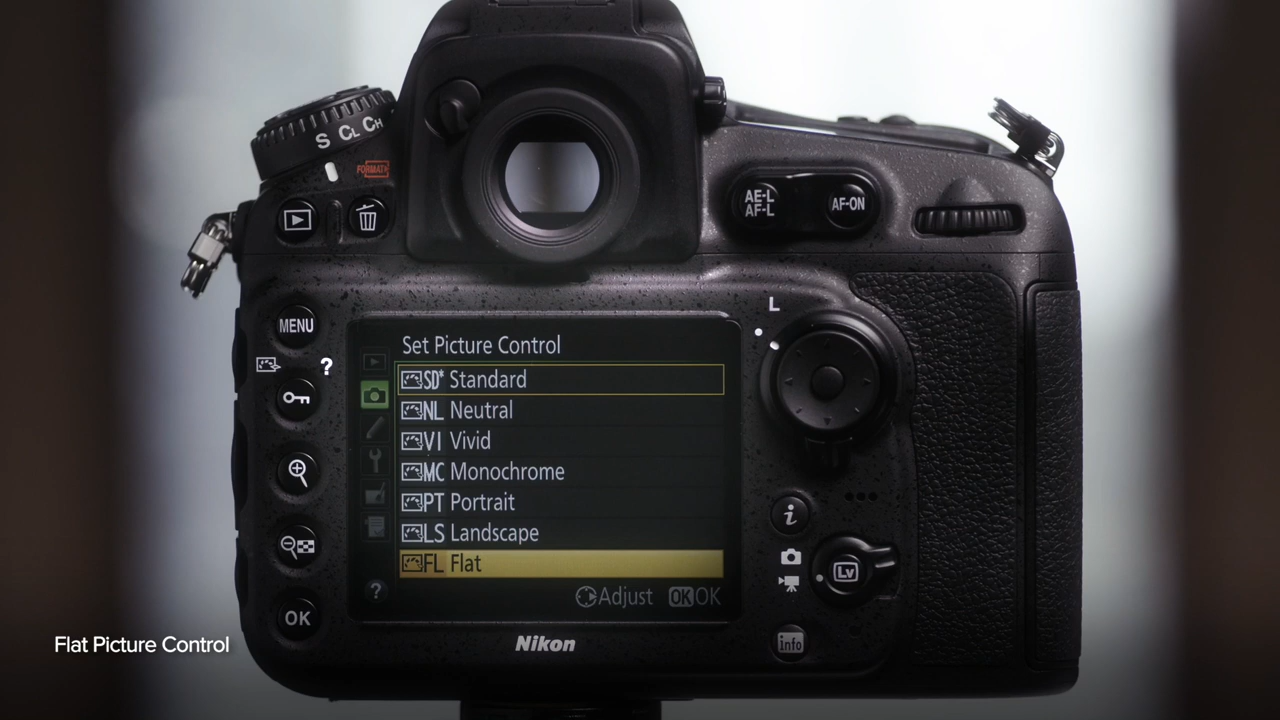 S CL CH
FORMAT
AE-L
AF-L
AF-ON
MENU
L
?
Set Picture Control
SD* Standard
NL Neutral
VI Vivid
MC Monochrome
PT Portrait
LS Landscape
FL Flat
? Adjust OK OK
i
Lv
OK
Nikon
info
Flat Picture Control